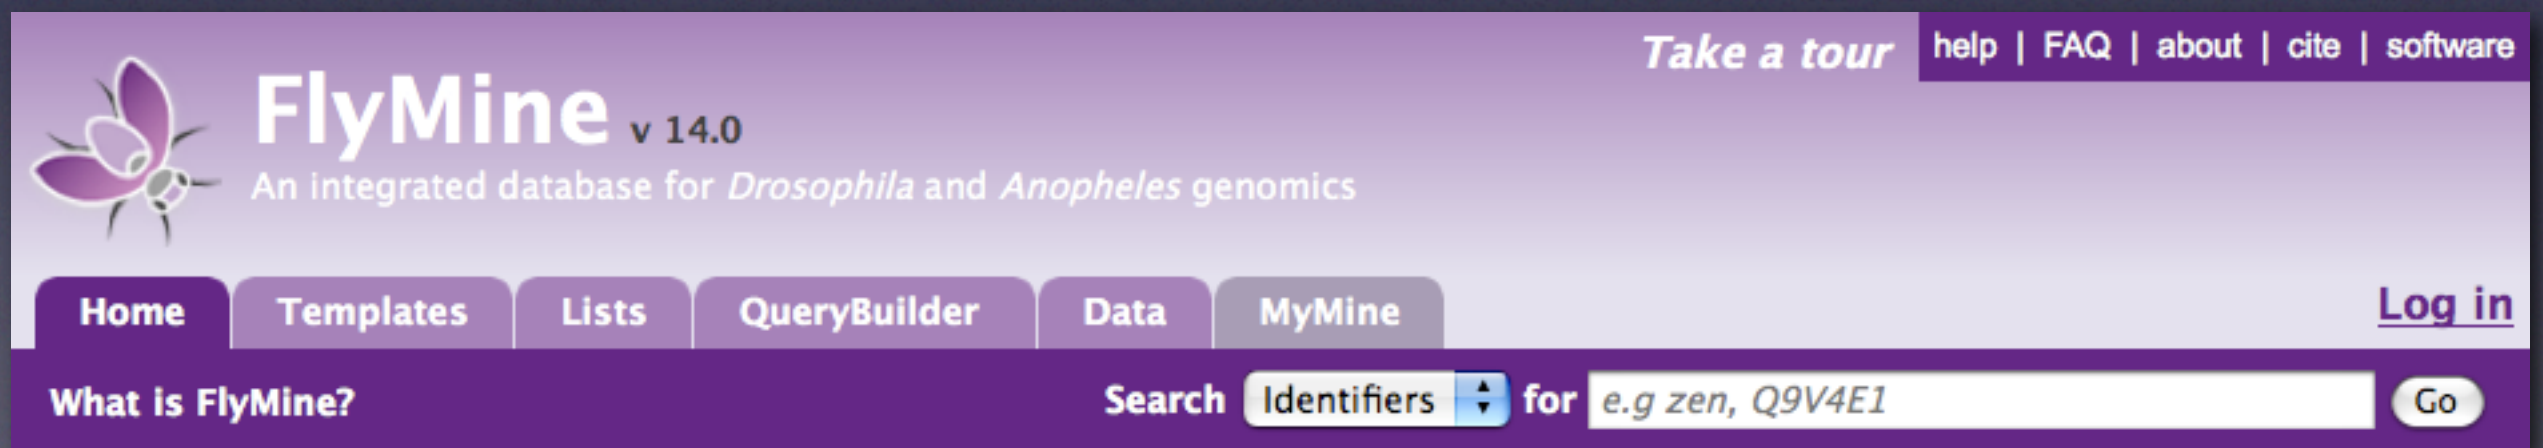 Take a tour
help | FAQ | about | cite | software
FlyMine v 14.0
An integrated database for Drosophila and Anopheles genomics
Home Templates Lists QueryBuilder Data MyMine
Log in
What is FlyMine? Search Identifiers for e.g zen, Q9V4E1 Go